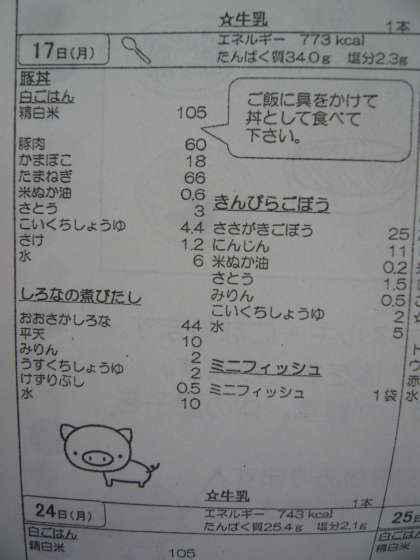 ☆牛乳
1本
17日(月)
エネルギー 773 kcal
たんぱく質34.0g 塩分2.3g
豚丼
白ごはん
精白米 105
豚肉 60
かまぼこ 18
たまねぎ 66
米ぬか油 0.6
さとう 3
こいくちしょうゆ 4.4
さけ 1.2
水 6
ご飯に具をかけて
丼として食べて
下さい。
きんぴらごぼう
ささがきごぼう 25
にんじん 11
米ぬか油 0.2
さとう 1.5
みりん 0.5
こいくちしょうゆ 2
水 5
しろなの煮びたし
おおさかしろな 44
平天 10
みりん 2
うすくちしょうゆ 2
けずりぶし 0.5
水 10
ミニフィッシュ
ミニフィッシュ 1袋
水
☆牛乳
1本
24日(月)
エネルギー 743 kcal
たんぱく質25.4g 塩分2.1g
白ごはん
精白米 105
25日
白ごはん
精白米